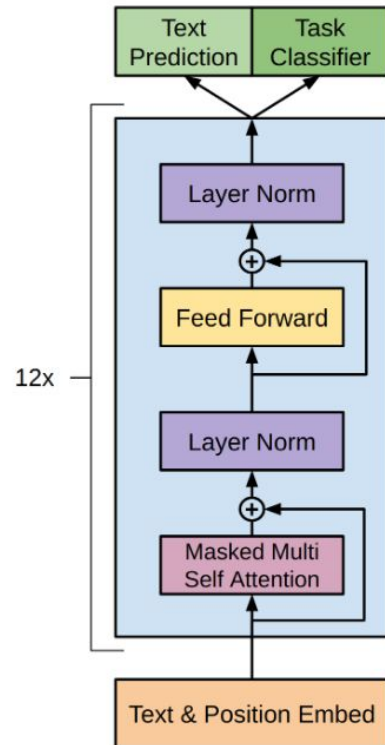 Text
Prediction
Task
Classifier
Layer Norm
Feed Forward
12x
Layer Norm
Masked Multi
Self Attention
Text & Position Embed